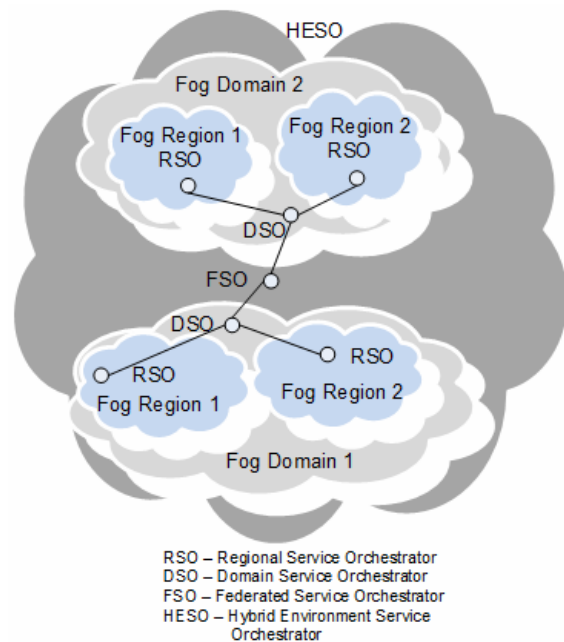 HESO
Fog Domain 2
Fog Region 1
RSO
Fog Region 2
RSO
DSO
FSO
DSO
RSO
Fog Region 1
RSO
Fog Region 2
Fog Domain 1
RSO – Regional Service Orchestrator
DSO – Domain Service Orchestrator
FSO – Federated Service Orchestrator
HESO – Hybrid Environment Service
Orchestrator